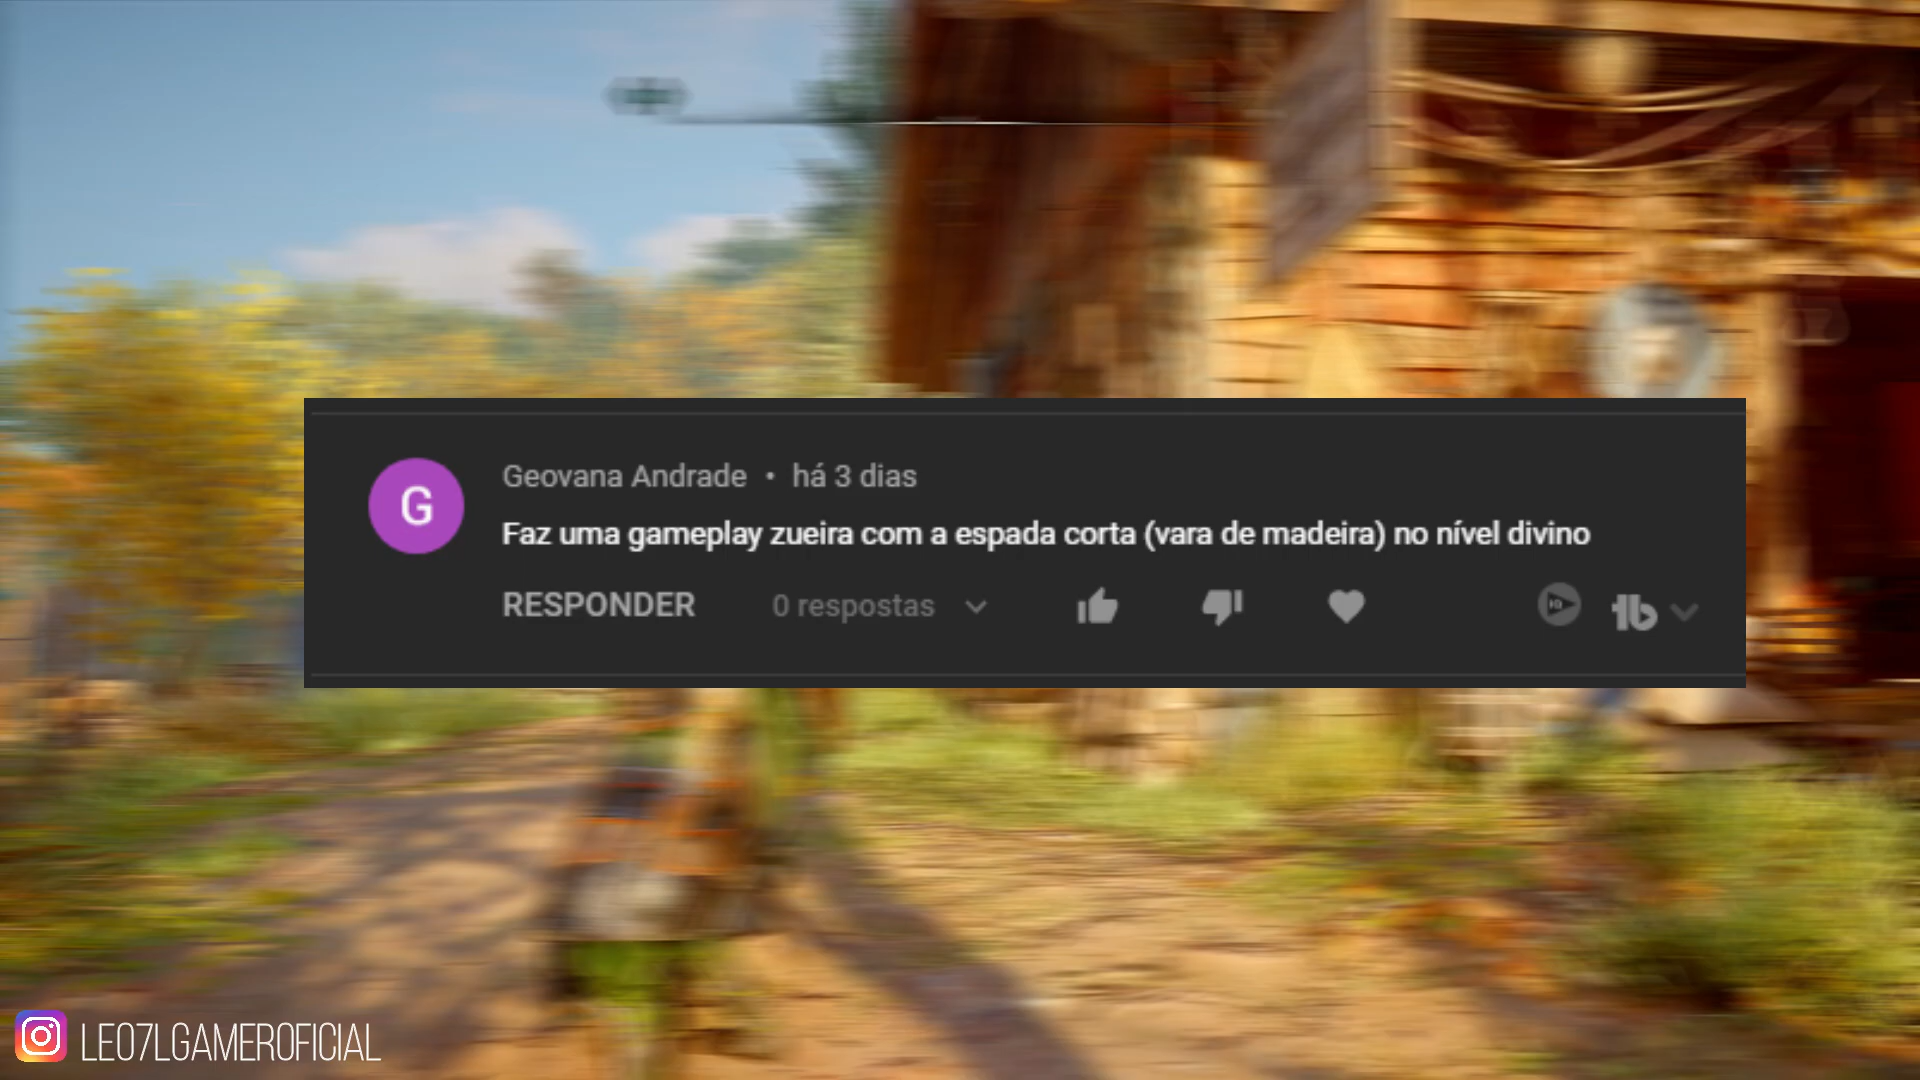 Geovana Andrade • há 3 dias
G
Faz uma gameplay zueira com a espada corta (vara de madeira) no nível divino
RESPONDER 0 respostas
LEO7LGAMEROFICIAL